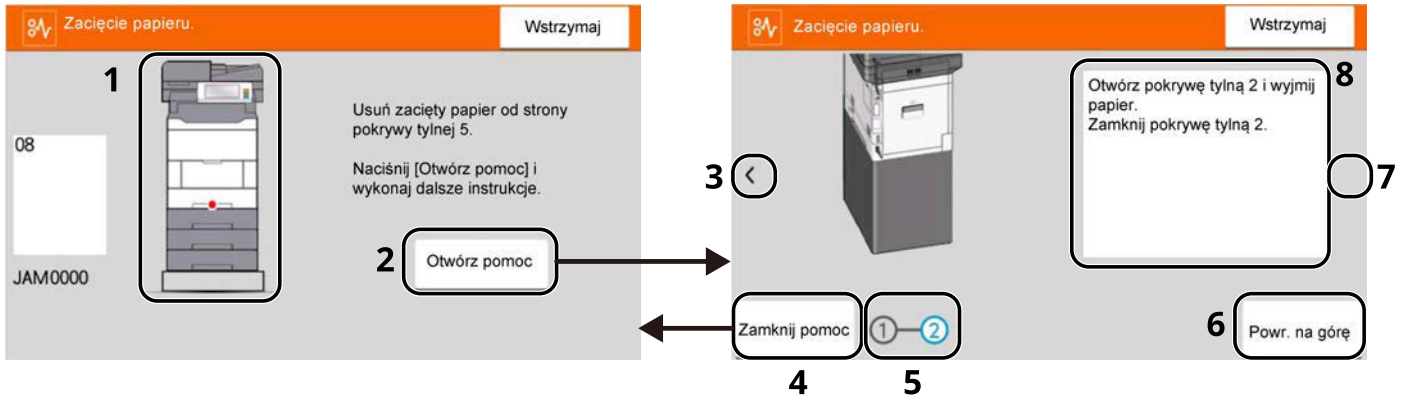 Zacięcie papieru.
Wstrzymaj
1
08
JAM0000
Usuń zacięty papier od strony
pokrywy tylnej 5.
Naciśnij [Otwórz pomoc] i
wykonaj dalsze instrukcje.
2
Otwórz pomoc
Zacięcie papieru.
Wstrzymaj
8
Otwórz pokrywę tylną 2 i wyjmij
papier.
Zamknij pokrywę tylną 2.
3
7
Zamknij pomoc
1 2
6
Powr. na górę
4
5